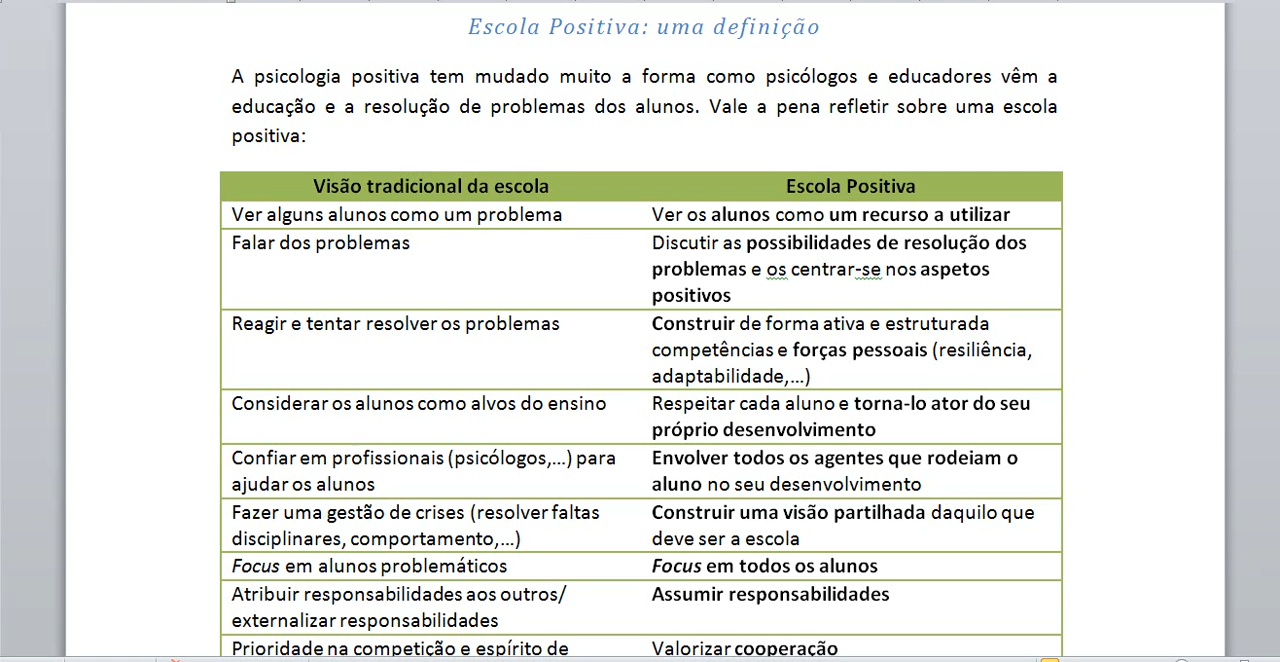 Escola Positiva: uma definição
A psicologia positiva tem mudado muito a forma como psicólogos e educadores vêm a
educação e a resolução de problemas dos alunos. Vale a pena refletir sobre uma escola
positiva:
Visão tradicional da escola
Escola Positiva
Ver alguns alunos como um problema
Ver os alunos como um recurso a utilizar
Falar dos problemas
Discutir as possibilidades de resolução dos
problemas e os centrar-se nos aspetos
positivos
Reagir e tentar resolver os problemas
Construir de forma ativa e estruturada
competências e forças pessoais (resiliência,
adaptabilidade,...)
Considerar os alunos como alvos do ensino
Respeitar cada aluno e torna-lo ator do seu
próprio desenvolvimento
Confiar em profissionais (psicólogos,...) para
ajudar os alunos
Envolver todos os agentes que rodeiam o
aluno no seu desenvolvimento
Fazer uma gestão de crises (resolver faltas
disciplinares, comportamento,...)
Construir uma visão partilhada daquilo que
deve ser a escola
Focus em alunos problemáticos
Focus em todos os alunos
Atribuir responsabilidades aos outros/
externalizar responsabilidades
Assumir responsabilidades
Prioridade na competição e espírito de
Valorizar cooperação